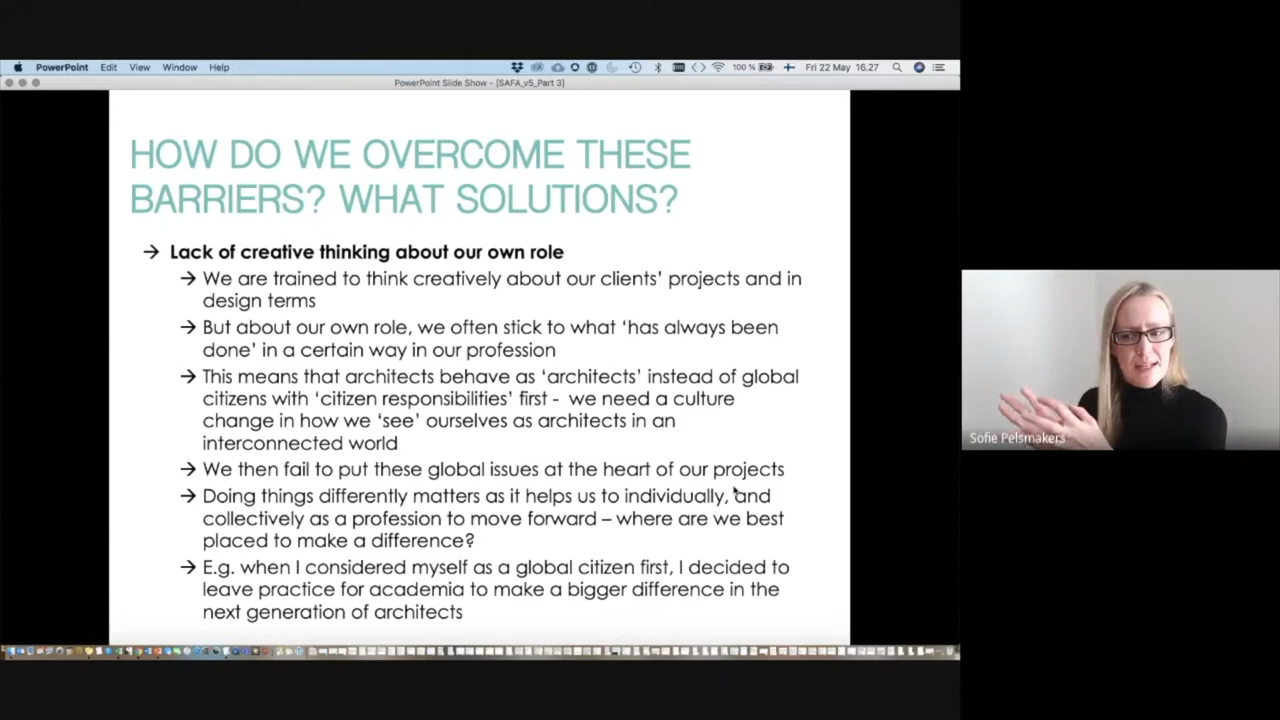 PowerPoint Edit View Window Help 100 % Fri 22 May 16.27
PowerPoint Slide Show - [SAFA_v5_Part 3]
HOW DO WE OVERCOME THESE
BARRIERS? WHAT SOLUTIONS?
→ Lack of creative thinking about our own role
→ We are trained to think creatively about our clients’ projects and in
design terms
→ But about our own role, we often stick to what ‘has always been
done’ in a certain way in our profession
→ This means that architects behave as ‘architects’ instead of global
citizens with ‘citizen responsibilities’ first - we need a culture
change in how we ‘see’ ourselves as architects in an
interconnected world
→ We then fail to put these global issues at the heart of our projects
→ Doing things differently matters as it helps us to individually, and
collectively as a profession to move forward – where are we best
placed to make a difference?
→ E.g. when I considered myself as a global citizen first, I decided to
leave practice for academia to make a bigger difference in the
next generation of architects
Sofie Pelsmakers